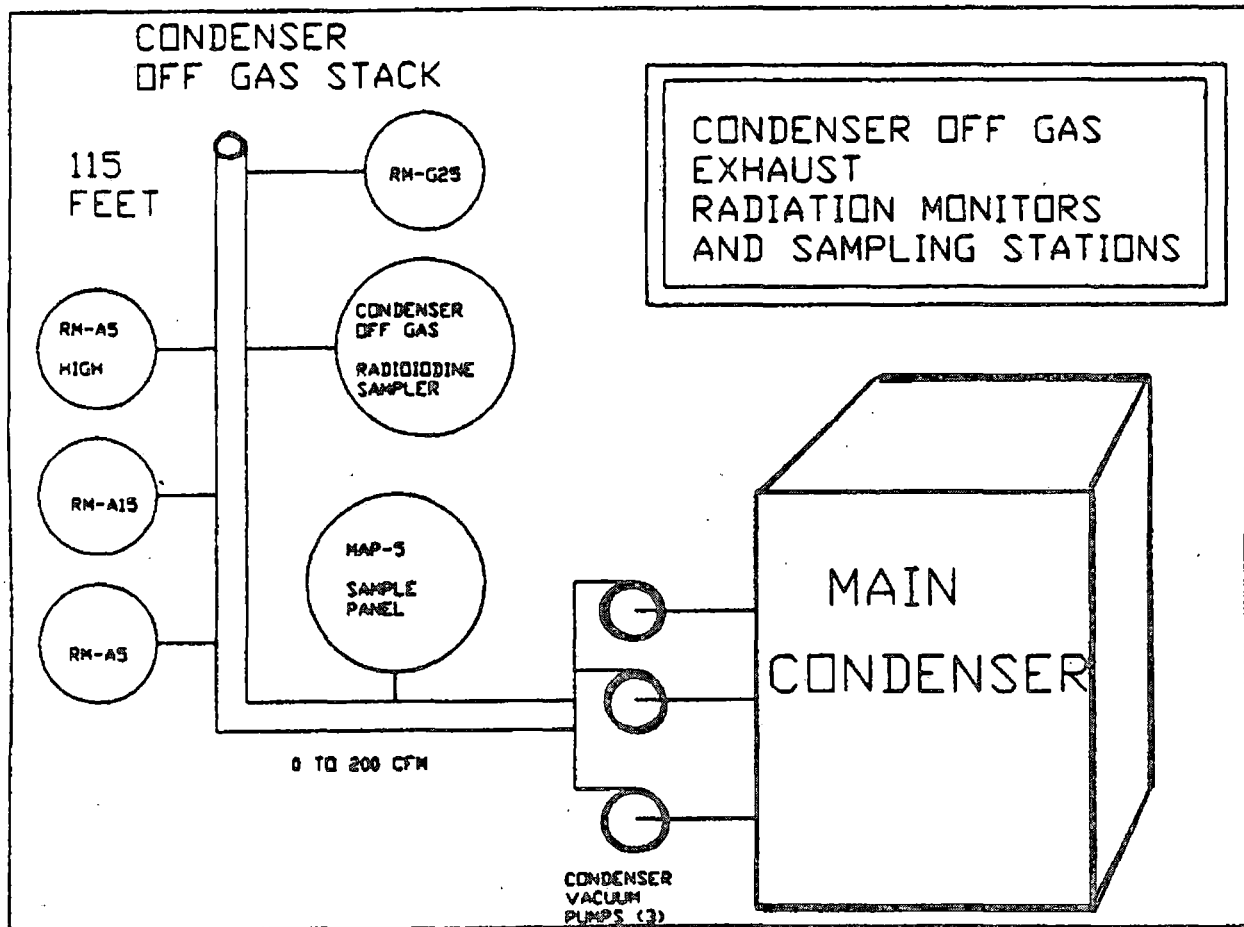 CONDENSER
OFF GAS STACK
115
FEET
RM-G25
CONDENSER OFF GAS
EXHAUST
RADIATION MONITORS
AND SAMPLING STATIONS
RM-A5
HIGH
CONDENSER
OFF GAS
RADIOIODINE
SAMPLER
RM-A15
MAP-5
SAMPLE
PANEL
RM-A5
MAIN
CONDENSER
0 TO 200 CFM
CONDENSER
VACUUM
PUMPS (3)